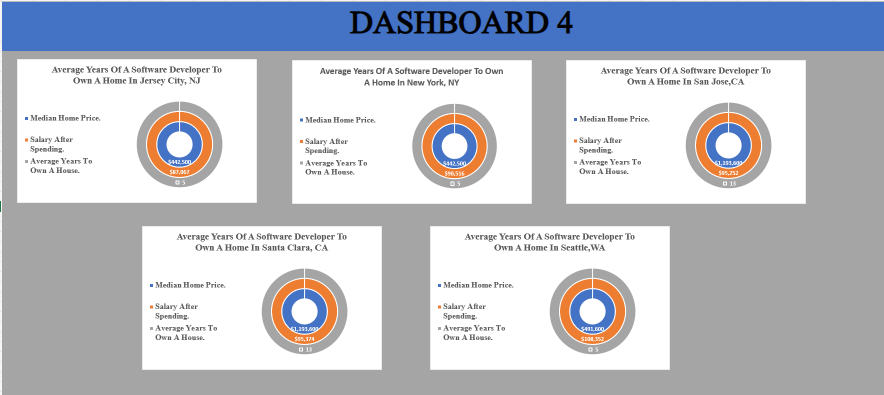 DASHBOARD 4
Average Years Of A Software Developer To
Own A Home In Jersey City, NJ
Median Home Price.
Salary After
Spending.
Average Years To
Own A House.
$442,500
$87,067
5
Average Years Of A Software Developer To Own
A Home In New York, NY
Median Home Price.
Salary After
Spending.
Average Years To
Own A House.
$442,500
$90,516
5
Average Years Of A Software Developer To
Own A Home In San Jose,CA
Median Home Price.
Salary After
Spending.
Average Years To
Own A House.
$1,193,600
$95,252
13
Average Years Of A Software Developer To
Own A Home In Santa Clara, CA
Median Home Price.
Salary After
Spending.
Average Years To
Own A House.
$1,193,600
$95,374
13
Average Years Of A Software Developer To
Own A Home In Seattle,WA
Median Home Price.
Salary After
Spending.
Average Years To
Own A House.
$491,600
$108,352
5